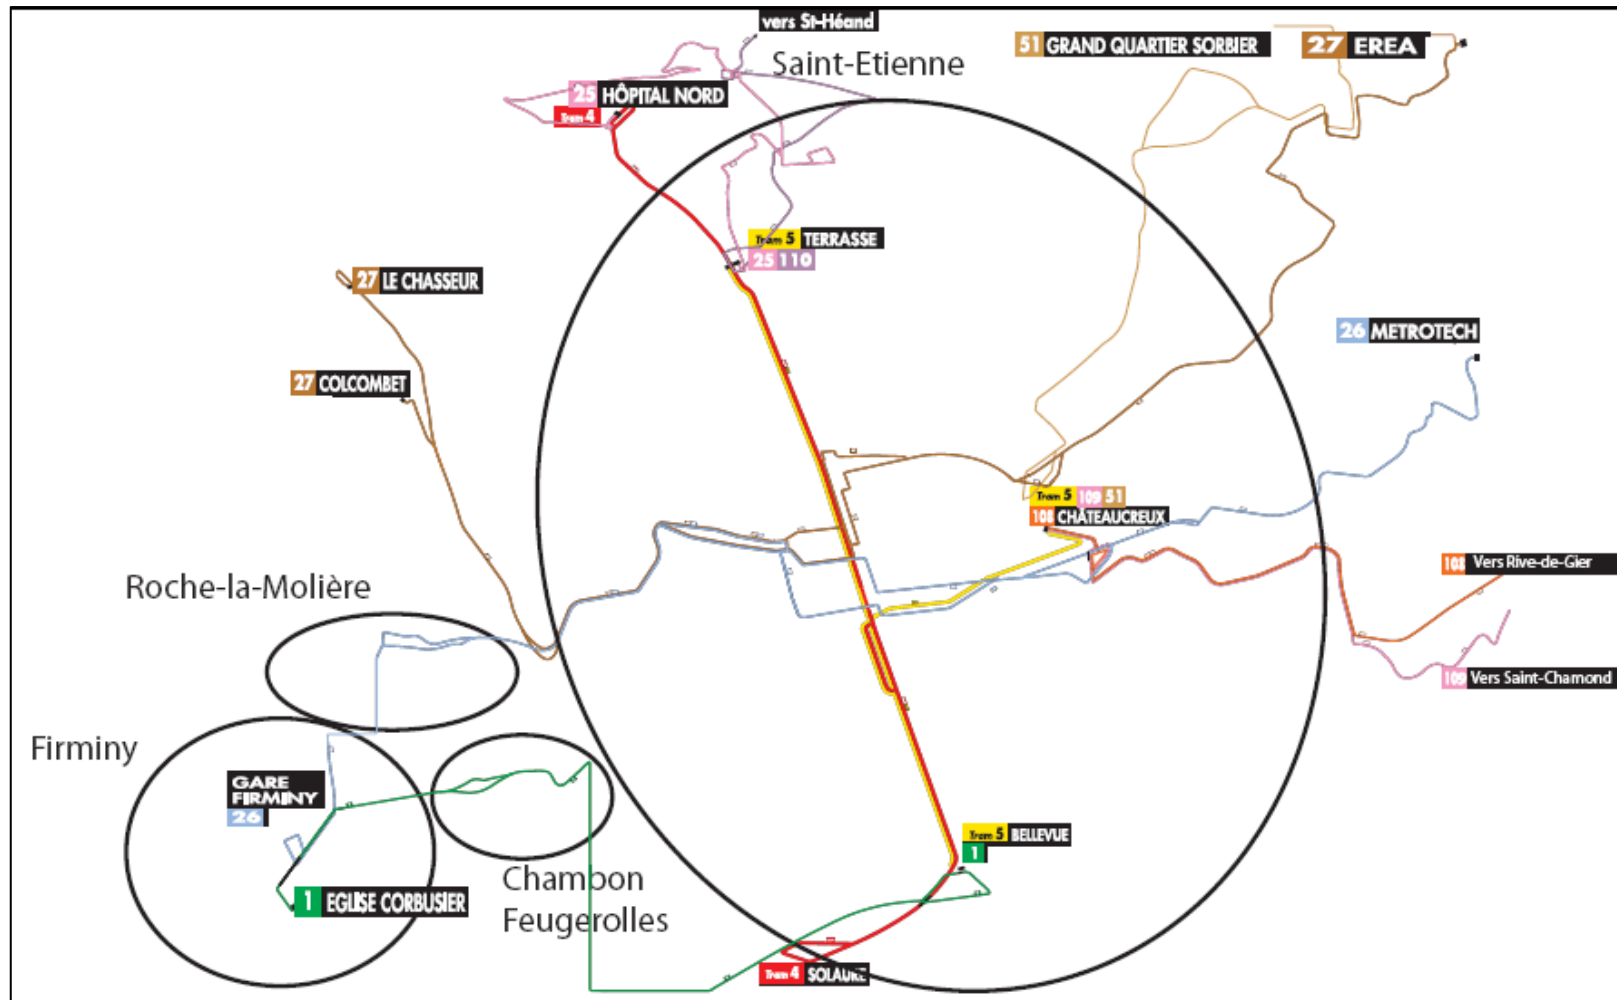 vers St-Héand
Saint-Etienne
51 GRAND QUARTIER SORBIER
27 EREA
25 HÔPITAL NORD
Tram 4
Tram 5 TERRASSE
25 110
27 LE CHASSEUR
26 METROTECH
27 COLCOMBET
Tram 5 109 51
108 CHÂTEAUCREUX
108 Vers Rive-de-Gier
Roche-la-Molière
109 Vers Saint-Chamond
Firminy
GARE
FIRMINY
26
Tram 5 BELLEVUE
1
Chambon
Feugerolles
1 EGLISE CORBUSIER
Tram 4 SOLAURE